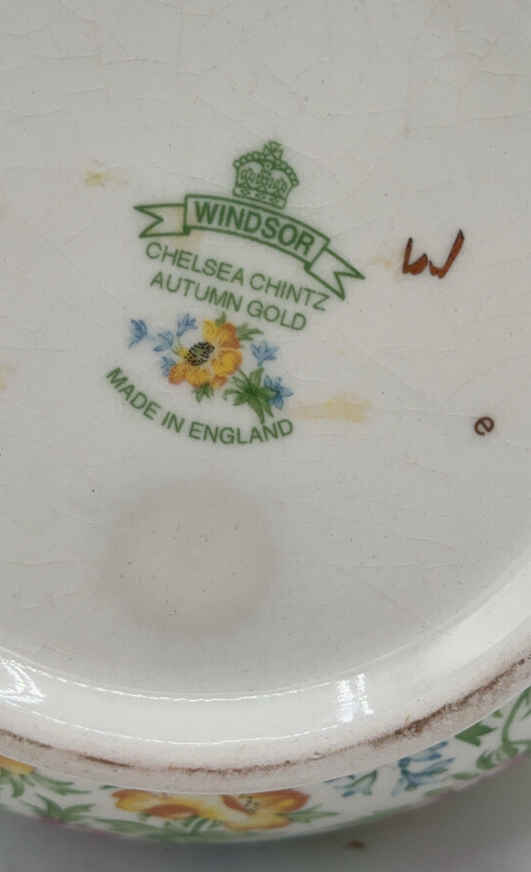 WINDSOR
CHELSEA CHINTZ
AUTUMN GOLD
MADE IN ENGLAND
W
e